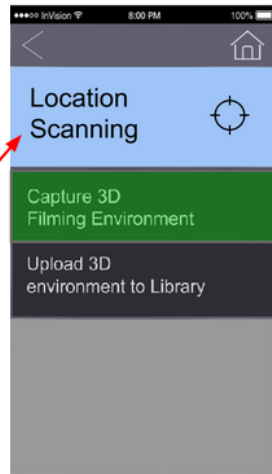 InVision 8:00 PM 100%
Location
Scanning
Capture 3D
Filming Environment
Upload 3D
environment to Library